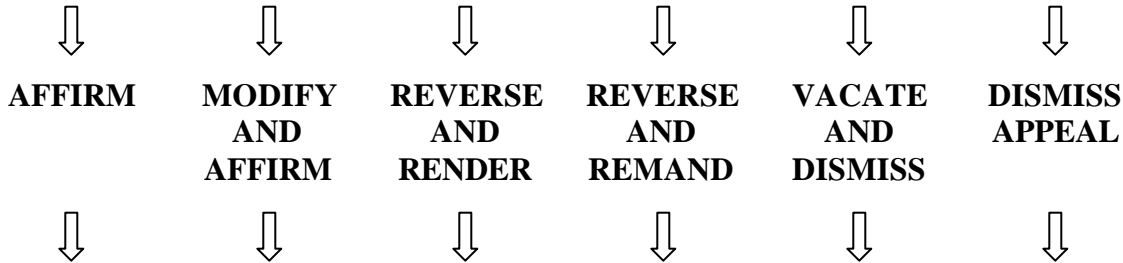 AFFIRM MODIFY REVERSE REVERSE VACATE DISMISS
AND AND AND AND APPEAL
AFFIRM RENDER REMAND DISMISS